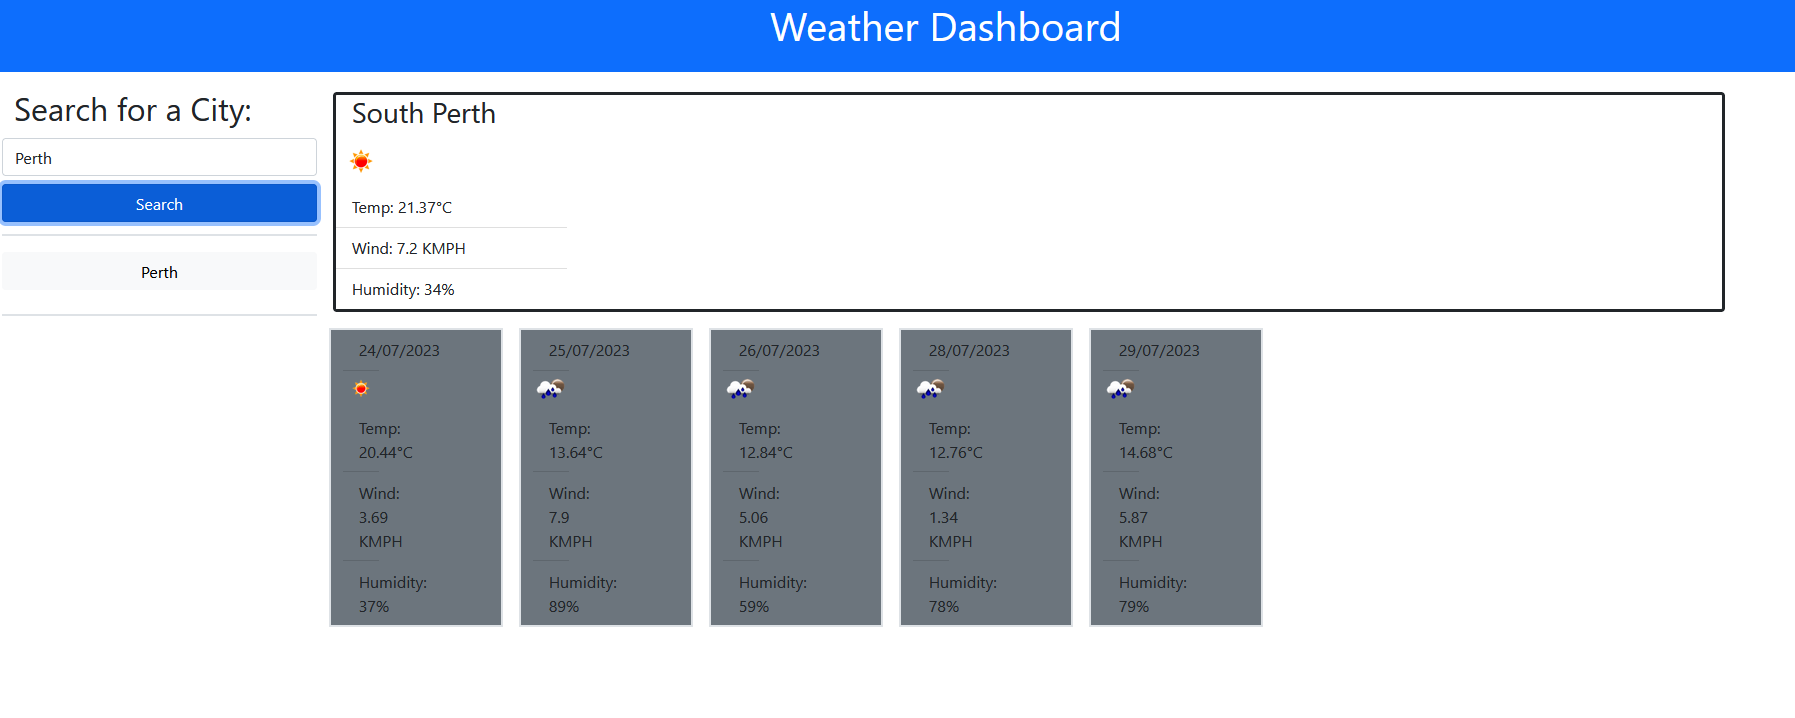 Weather Dashboard
Search for a City:
Perth
Search
Perth
South Perth
Temp: 21.37°C
Wind: 7.2 KMPH
Humidity: 34%
24/07/2023
Temp:
20.44°C
Wind:
3.69
KMPH
Humidity:
37%
25/07/2023
Temp:
13.64°C
Wind:
7.9
KMPH
Humidity:
89%
26/07/2023
Temp:
12.84°C
Wind:
5.06
KMPH
Humidity:
59%
28/07/2023
Temp:
12.76°C
Wind:
1.34
KMPH
Humidity:
78%
29/07/2023
Temp:
14.68°C
Wind:
5.87
KMPH
Humidity:
79%